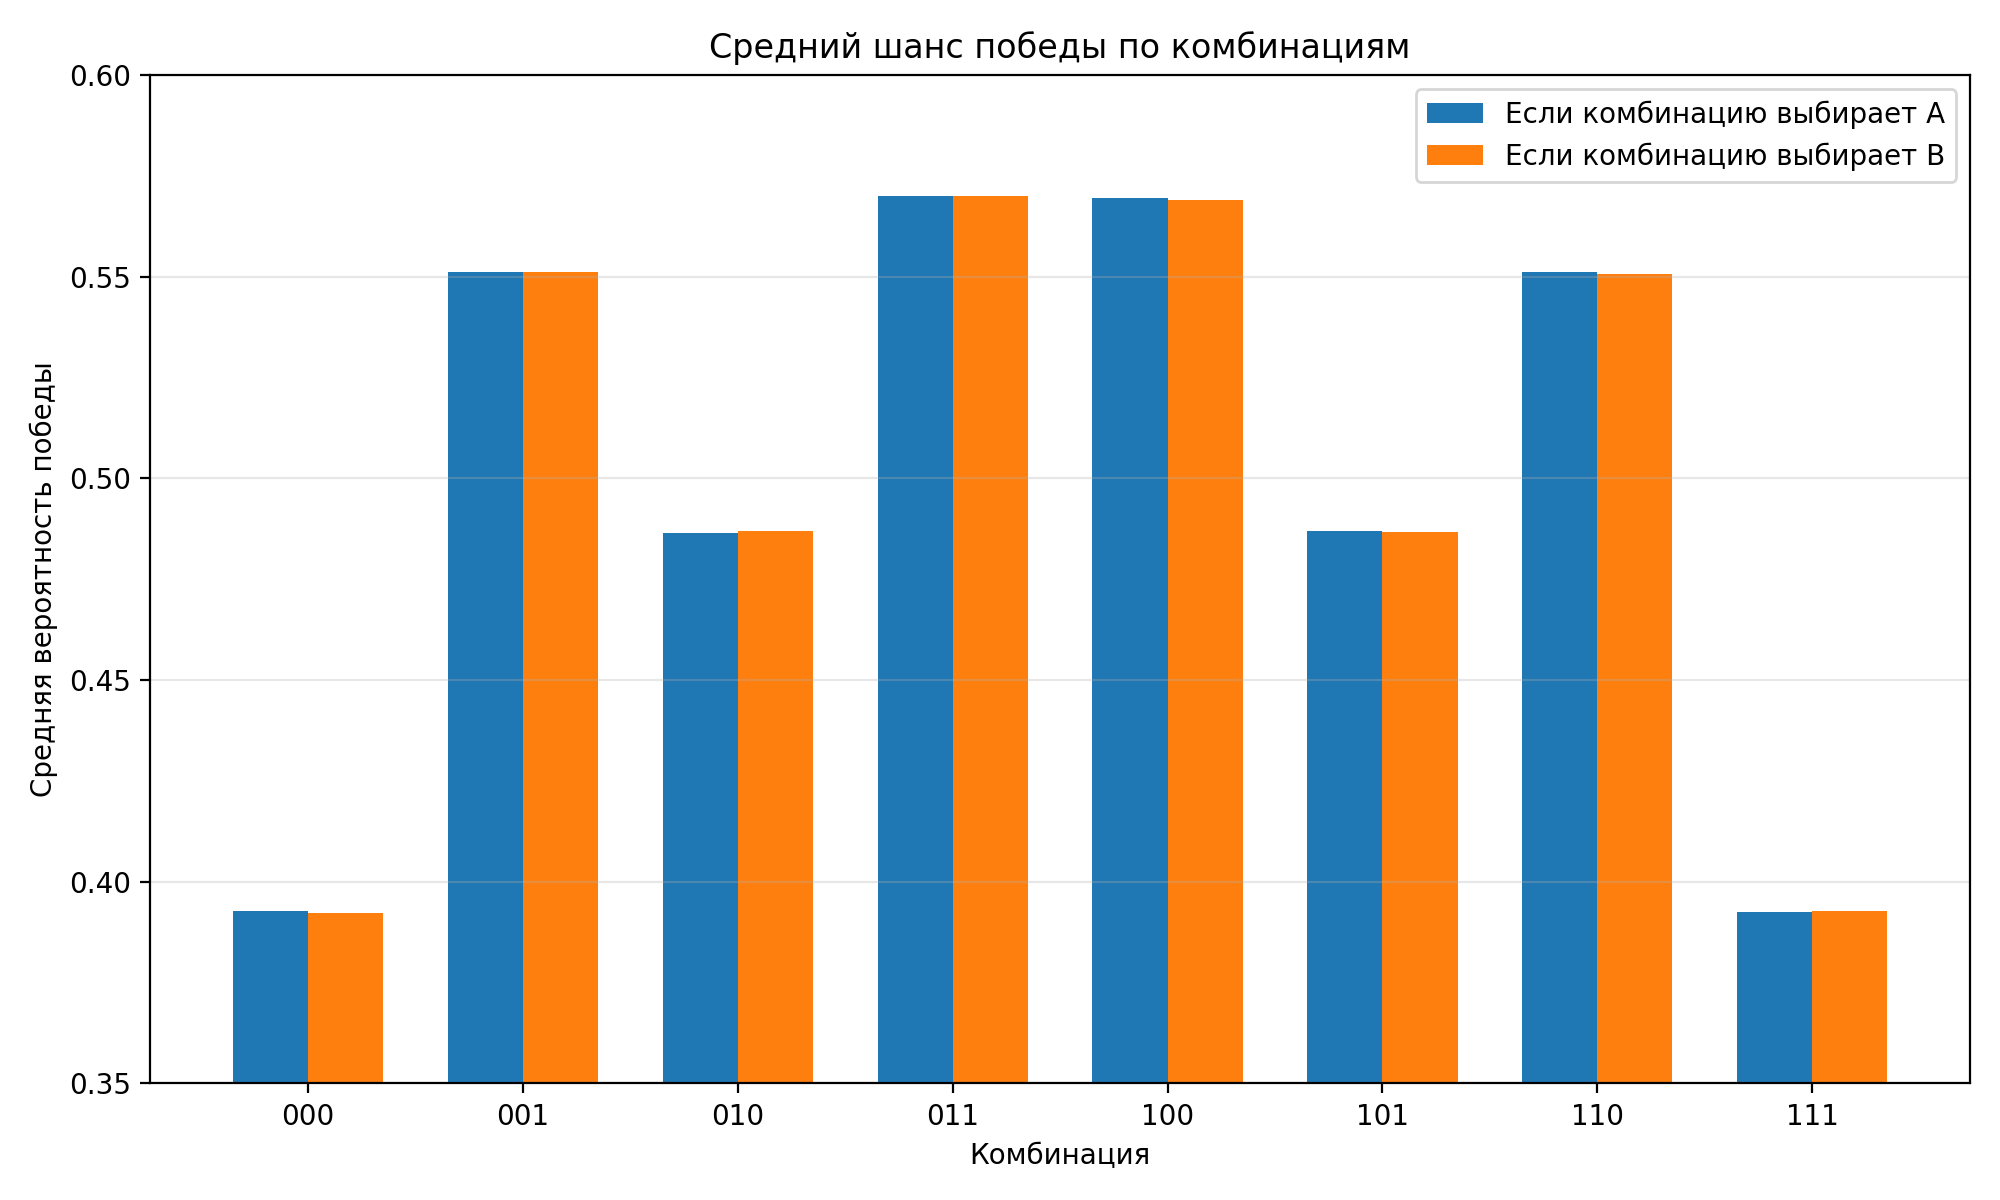 Средний шанс победы по комбинациям
Если комбинацию выбирает A
Если комбинацию выбирает B
Средняя вероятность победы
0.60
0.55
0.50
0.45
0.40
0.35
000 001 010 011 100 101 110 111
Комбинация